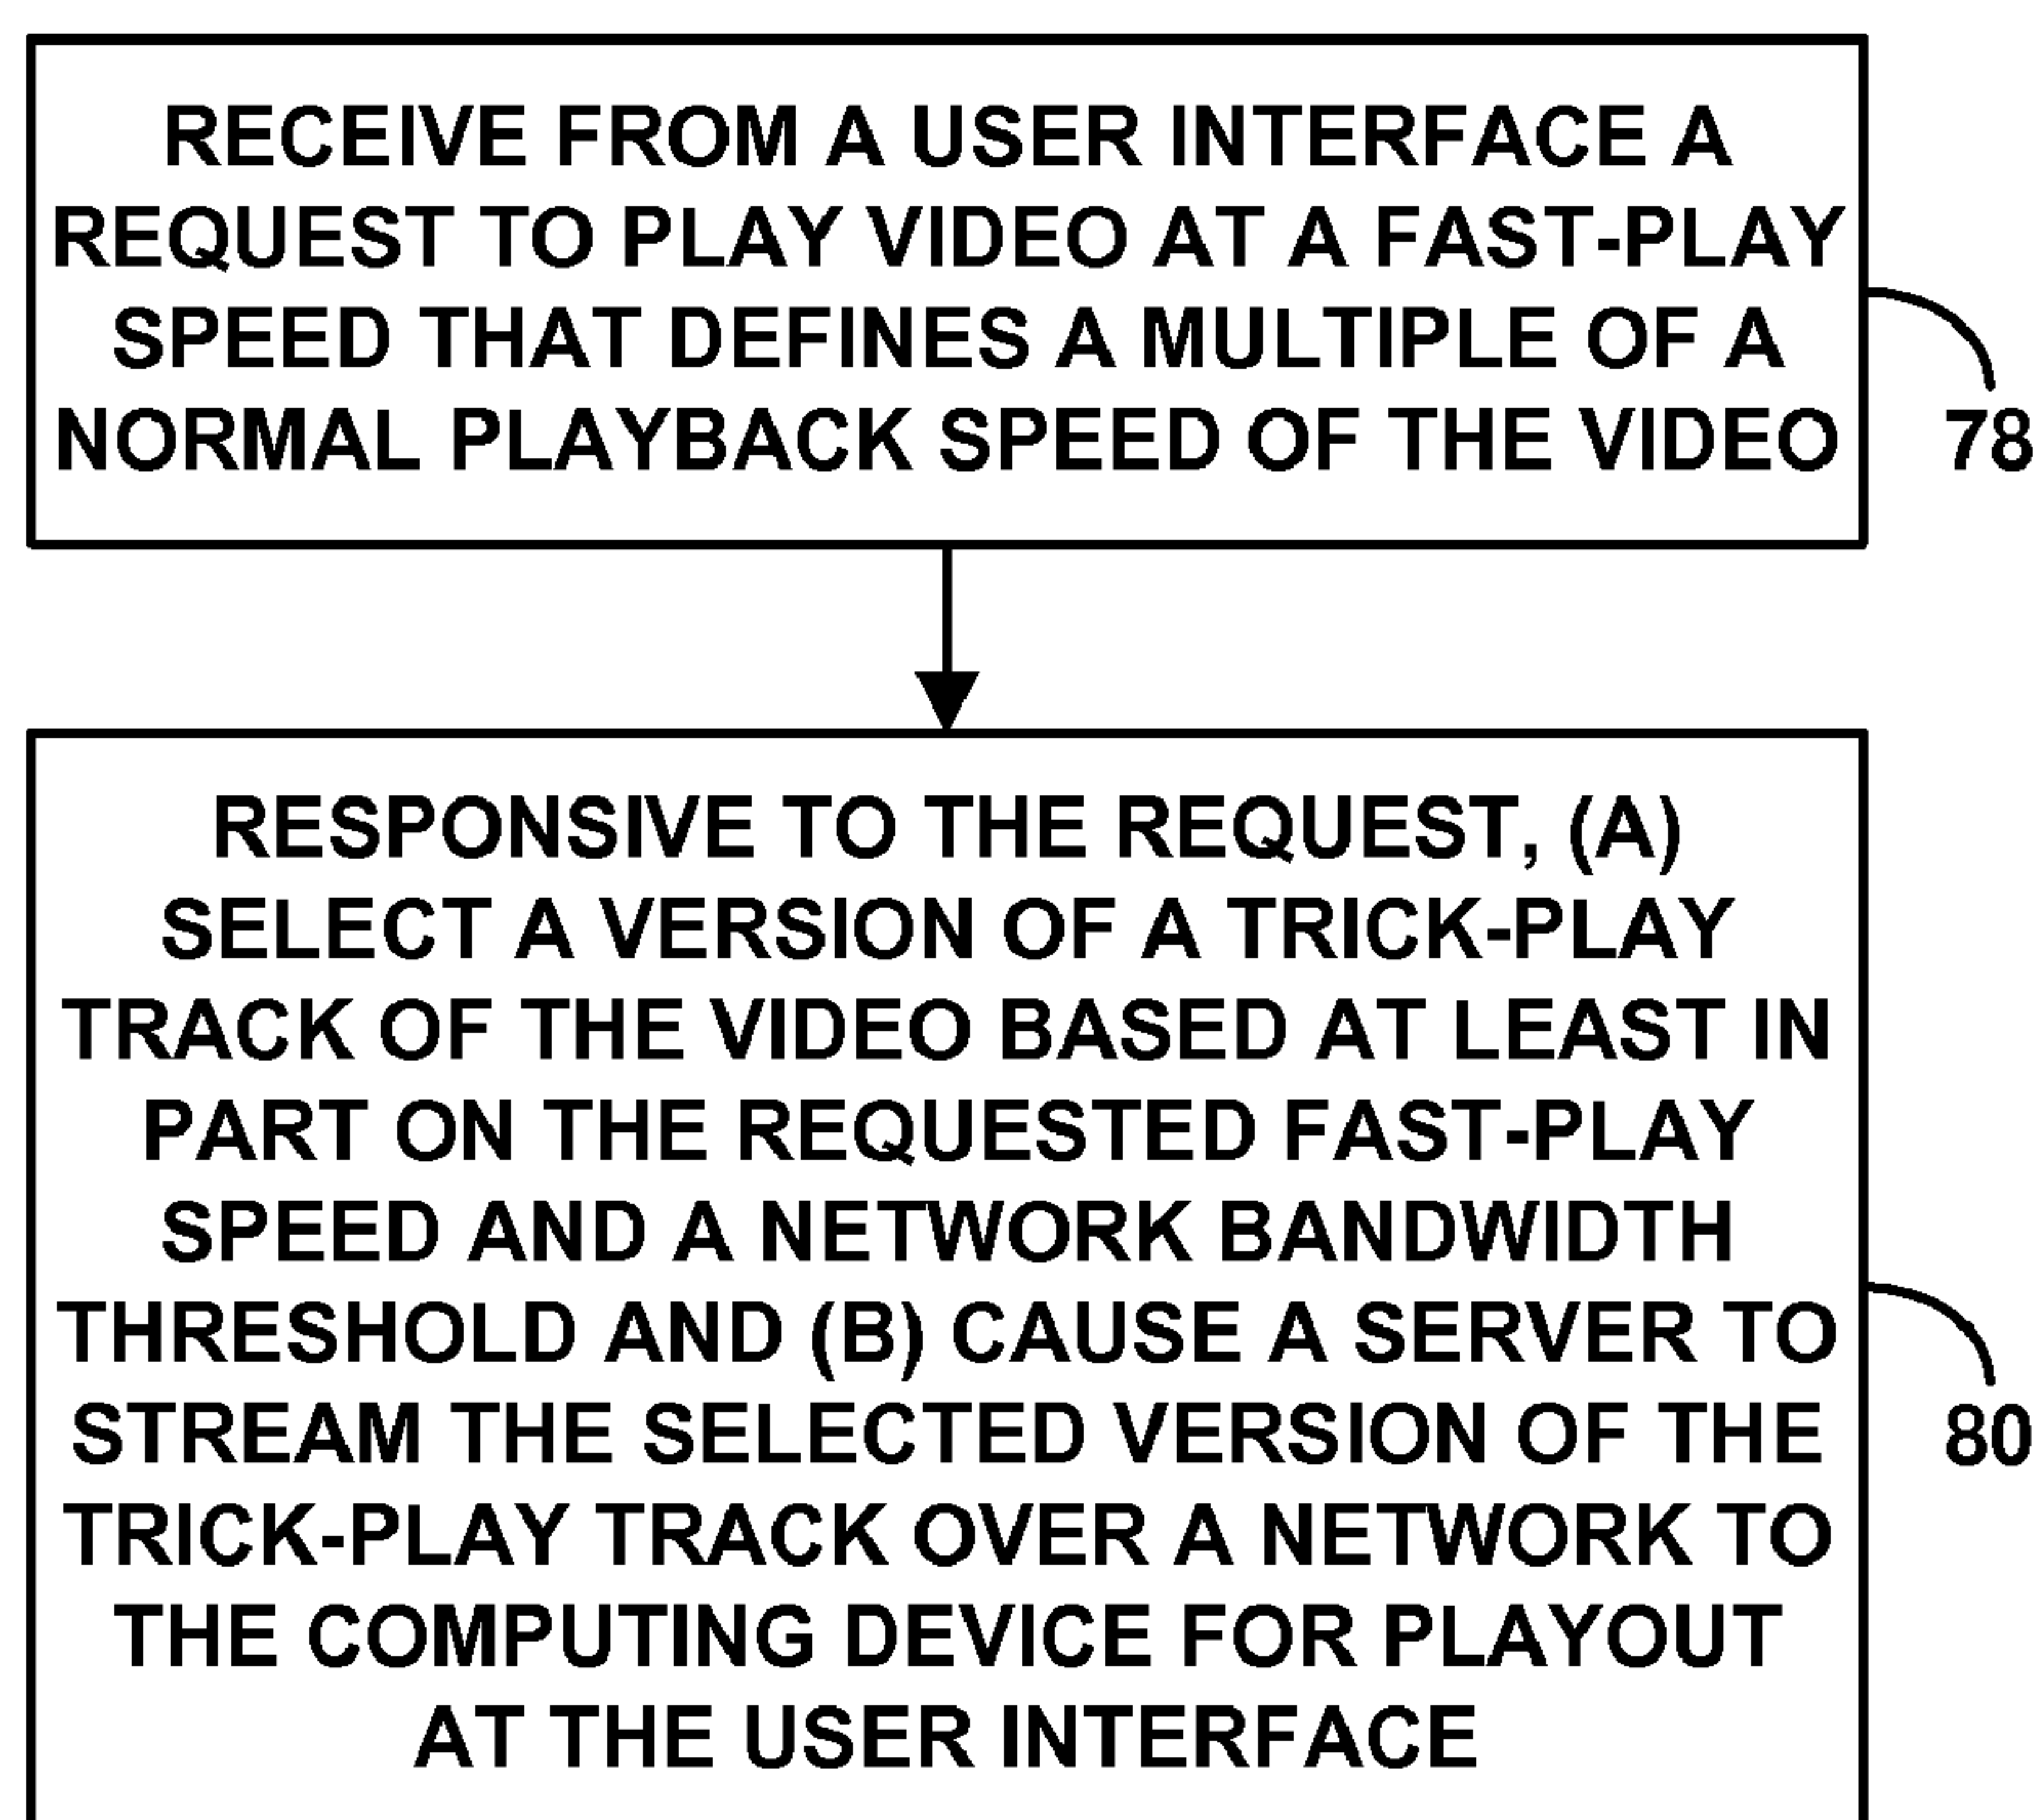 RECEIVE FROM A USER INTERFACE A
REQUEST TO PLAY VIDEO AT A FAST-PLAY
SPEED THAT DEFINES A MULTIPLE OF A
NORMAL PLAYBACK SPEED OF THE VIDEO
78
RESPONSIVE TO THE REQUEST, (A)
SELECT A VERSION OF A TRICK-PLAY
TRACK OF THE VIDEO BASED AT LEAST IN
PART ON THE REQUESTED FAST-PLAY
SPEED AND A NETWORK BANDWIDTH
THRESHOLD AND (B) CAUSE A SERVER TO
STREAM THE SELECTED VERSION OF THE
TRICK-PLAY TRACK OVER A NETWORK TO
THE COMPUTING DEVICE FOR PLAYOUT
AT THE USER INTERFACE
80